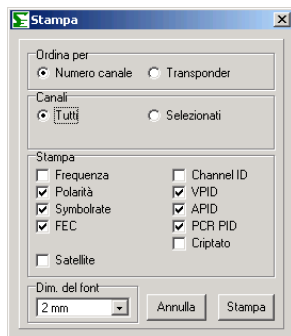 Stampa
Ordina per
Numero canale Transponder
Canali
Tutti Selezionati
Stampa
Frequenza Channel ID
Polarità VPID
Symbolrate APID
FEC PCR PID
Criptato
Satellite
Dim. del font
2 mm Annulla Stampa